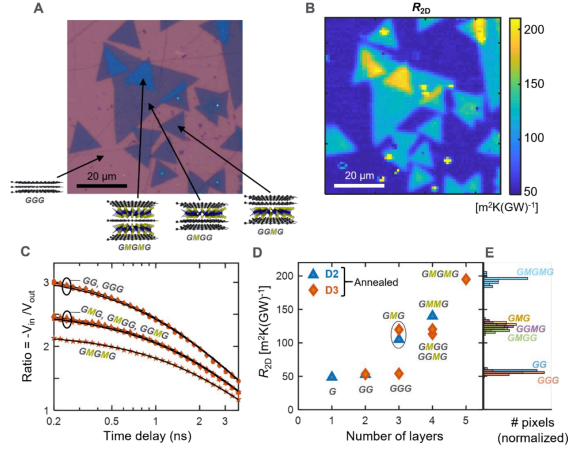 A
20 µm
GGG
GMGMG
GMGG
GGMG
B
R2D
20 µm
200
150
100
50
[m²K(GW)⁻¹]
C
Ratio = -Vin /Vout
3
2
1.2
GG, GGG
GMG, GMGG, GGMG
GMGMG
0.2
0.4
1
2
Time delay (ns)
D
D2
D3
Annealed
R2D [m²K(GW)⁻¹]
200
150
100
50
0
GMGMG
GMG
GMMG
GMGG
GGMG
G
GG
GGG
0
1
2
3
4
5
Number of layers
E
GMGMG
GMG
GGMG
GMGG
GG
GGG
# pixels
(normalized)